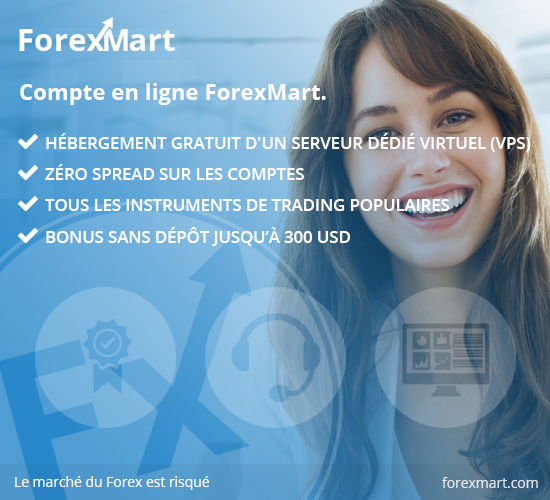 ForexMart
Compte en ligne ForexMart.
HÉBERGEMENT GRATUIT D'UN SERVEUR DÉDIÉ VIRTUEL (VPS)
ZÉRO SPREAD SUR LES COMPTES
TOUS LES INSTRUMENTS DE TRADING POPULAIRES
BONUS SANS DÉPÔT JUSQU'À 300 USD
Fx
Le marché du Forex est risqué
forexmart.com